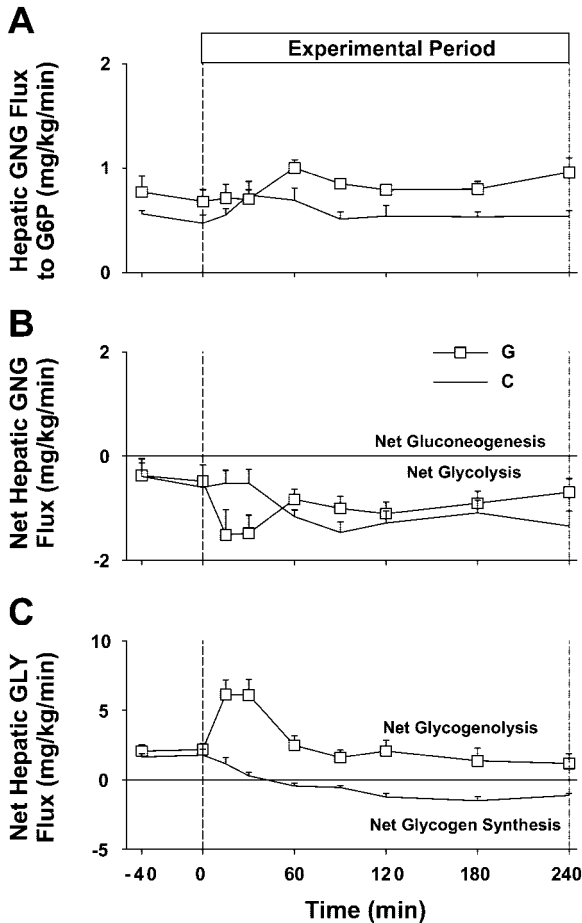 A
Experimental Period
Hepatic GNG Flux
to G6P (mg/kg/min)
2
1
0
B
Net Hepatic GNG
Flux (mg/kg/min)
2
0
-2
G
C
Net Gluconeogenesis
Net Glycolysis
C
Net Hepatic GLY
Flux (mg/kg/min)
10
5
0
-5
Net Glycogenolysis
Net Glycogen Synthesis
-40 0 60 120 180 240
Time (min)